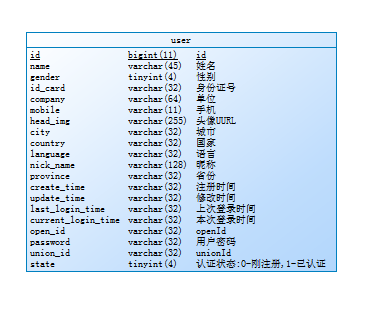 user
id bigint(11) id
name varchar(45) 姓名
gender tinyint(4) 性别
id_card varchar(32) 身份证号
company varchar(64) 单位
mobile varchar(11) 手机
head_img varchar(255) 头像UURL
city varchar(32) 城市
country varchar(32) 国家
language varchar(32) 语言
nick_name varchar(128) 昵称
province varchar(32) 省份
create_time varchar(32) 注册时间
update_time varchar(32) 修改时间
last_login_time varchar(32) 上次登录时间
current_login_time varchar(32) 本次登录时间
open_id varchar(32) openId
password varchar(32) 用户密码
union_id varchar(32) unionId
state tinyint(4) 认证状态:0-刚注册,1-已认证